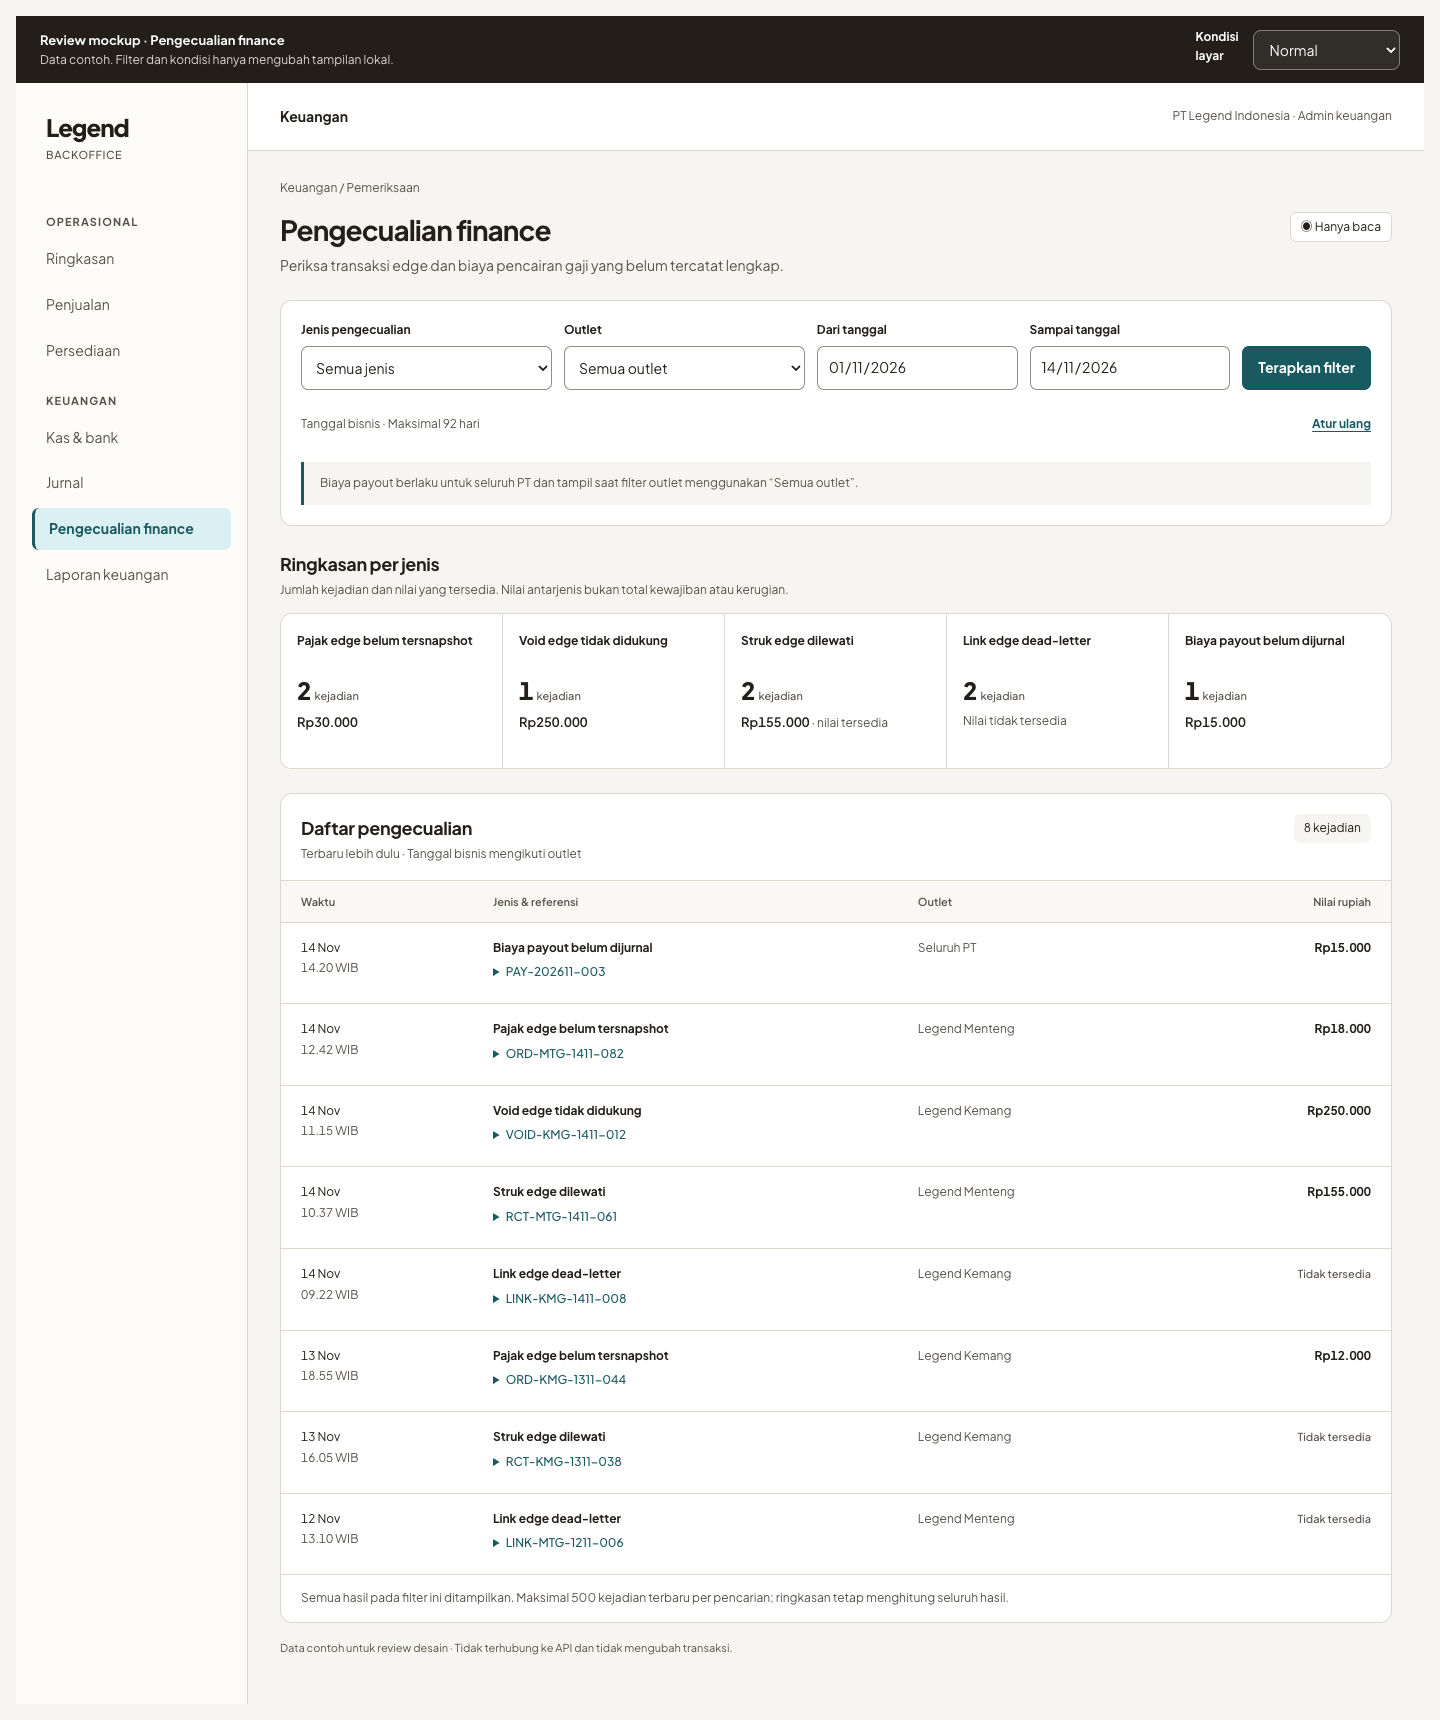 Review mockup · Pengecualian finance
Data contoh. Filter dan kondisi hanya mengubah tampilan lokal.
Kondisi layar
Normal
Legend
BACKOFFICE
OPERASIONAL
Ringkasan
Penjualan
Persediaan
KEUANGAN
Kas & bank
Jurnal
Pengecualian finance
Laporan keuangan
Keuangan
PT Legend Indonesia · Admin keuangan
Keuangan / Pemeriksaan
Pengecualian finance
Hanya baca
Periksa transaksi edge dan biaya pencairan gaji yang belum tercatat lengkap.
Jenis pengecualian
Semua jenis
Outlet
Semua outlet
Dari tanggal
01/11/2026
Sampai tanggal
14/11/2026
Terapkan filter
Tanggal bisnis · Maksimal 92 hari
Atur ulang
Biaya payout berlaku untuk seluruh PT dan tampil saat filter outlet menggunakan “Semua outlet”.
Ringkasan per jenis
Jumlah kejadian dan nilai yang tersedia. Nilai antarjenis bukan total kewajiban atau kerugian.
Pajak edge belum tersnapshot
2 kejadian
Rp30.000
Void edge tidak didukung
1 kejadian
Rp250.000
Struk edge dilewati
2 kejadian
Rp155.000 · nilai tersedia
Link edge dead-letter
2 kejadian
Nilai tidak tersedia
Biaya payout belum dijurnal
1 kejadian
Rp15.000
Daftar pengecualian
8 kejadian
Terbaru lebih dulu · Tanggal bisnis mengikuti outlet
Waktu Jenis & referensi Outlet Nilai rupiah
14 Nov Biaya payout belum dijurnal Seluruh PT Rp15.000
14.20 WIB PAY-202611-003
14 Nov Pajak edge belum tersnapshot Legend Menteng Rp18.000
12.42 WIB ORD-MTG-1411-082
14 Nov Void edge tidak didukung Legend Kemang Rp250.000
11.15 WIB VOID-KMG-1411-012
14 Nov Struk edge dilewati Legend Menteng Rp155.000
10.37 WIB RCT-MTG-1411-061
14 Nov Link edge dead-letter Legend Kemang Tidak tersedia
09.22 WIB LINK-KMG-1411-008
13 Nov Pajak edge belum tersnapshot Legend Kemang Rp12.000
18.55 WIB ORD-KMG-1311-044
13 Nov Struk edge dilewati Legend Kemang Tidak tersedia
16.05 WIB RCT-KMG-1311-038
12 Nov Link edge dead-letter Legend Menteng Tidak tersedia
13.10 WIB LINK-MTG-1211-006
Semua hasil pada filter ini ditampilkan. Maksimal 500 kejadian terbaru per pencarian; ringkasan tetap menghitung seluruh hasil.
Data contoh untuk review desain · Tidak terhubung ke API dan tidak mengubah transaksi.